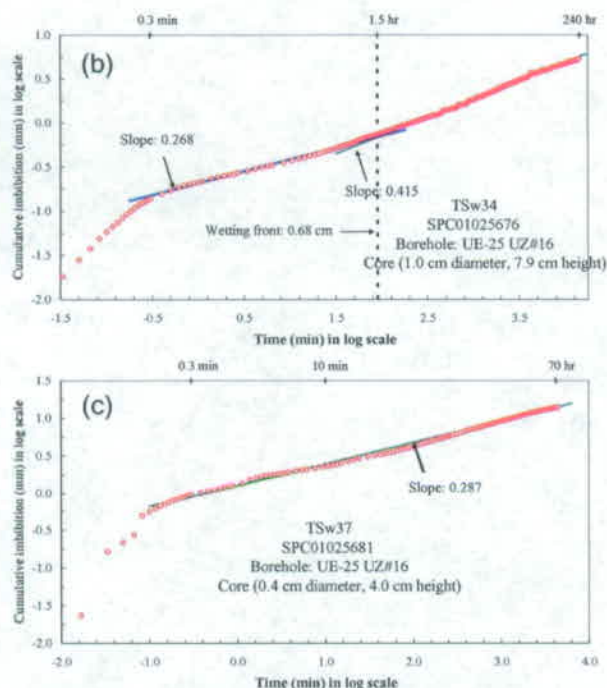 0.3 min 1.5 hr 240 hr
1.0
(b)
0.5
0.0
-0.5
-1.0
-1.5
-2.0
Cumulative imbibition (mm) in log scale
Slope: 0.268
Slope: 0.415
Wetting front: 0.68 cm
TSw34
SPC01025676
Borehole: UE-25 UZ#16
Core (1.0 cm diameter, 7.9 cm height)
-1.5 -0.5 0.5 1.5 2.5 3.5
Time (min) in log scale
0.3 min 10 min 70 hr
1.5
(c)
1.0
0.5
0.0
-0.5
-1.0
-1.5
-2.0
Cumulative imbibition (mm) in log scale
Slope: 0.287
TSw37
SPC01025681
Borehole: UE-25 UZ#16
Core (0.4 cm diameter, 4.0 cm height)
-2.0 -1.0 0.0 1.0 2.0 3.0 4.0
Time (min) in log scale